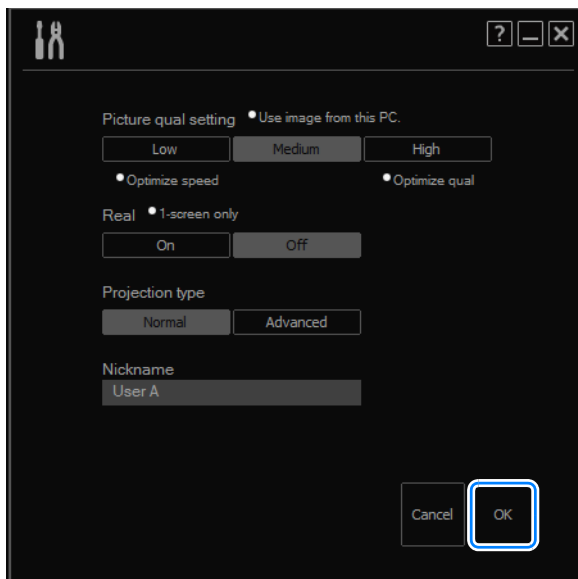 ?
Picture qual setting Use image from this PC.
Low Medium High
Optimize speed Optimize qual
Real 1-screen only
On Off
Projection type
Normal Advanced
Nickname
User A
Cancel OK